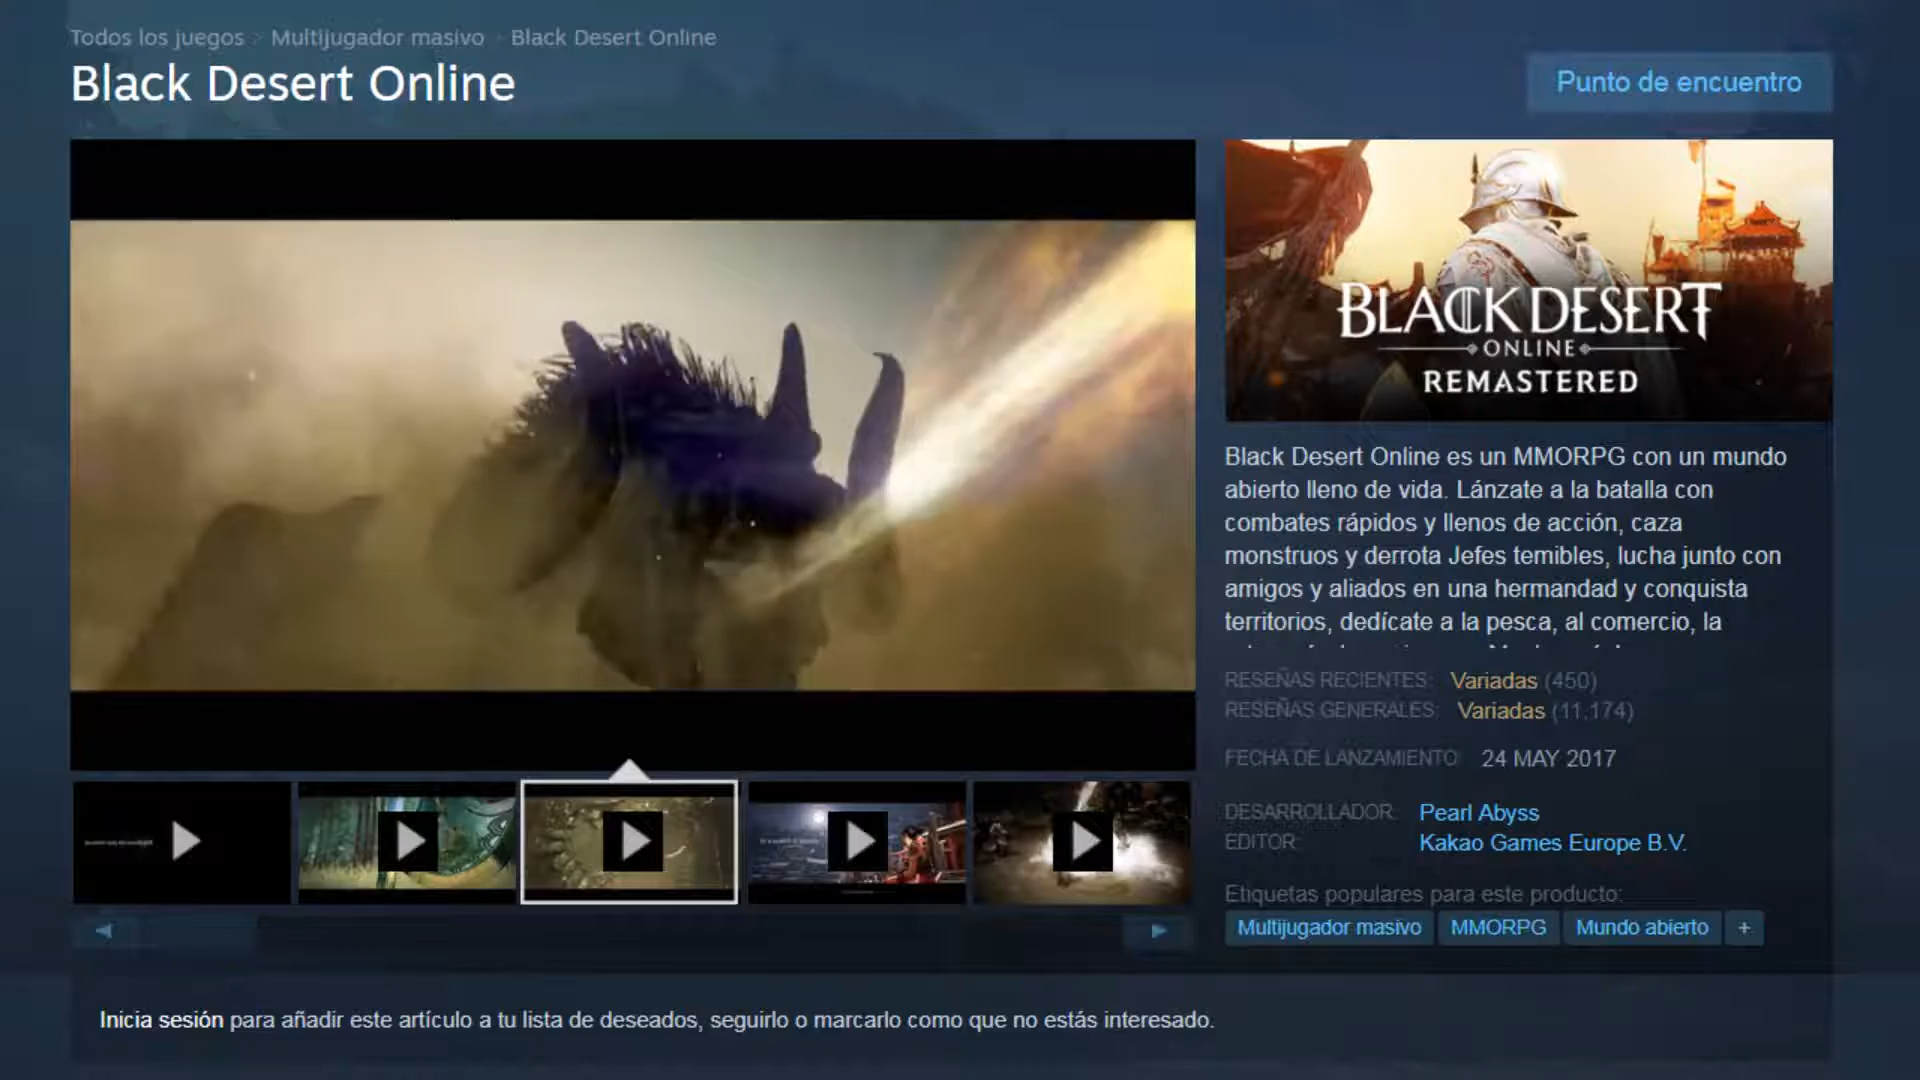 Todos los juegos > Multijugador masivo > Black Desert Online
Black Desert Online
Punto de encuentro
BLACK DESERT
ONLINE
REMASTERED
Black Desert Online es un MMORPG con un mundo
abierto lleno de vida. Lánzate a la batalla con
combates rápidos y llenos de acción, caza
monstruos y derrota Jefes temibles, lucha junto con
amigos y aliados en una hermandad y conquista
territorios, dedícate a la pesca, al comercio, la
RESEÑAS RECIENTES: Variadas (450)
RESEÑAS GENERALES: Variadas (11.174)
FECHA DE LANZAMIENTO: 24 MAY 2017
DESARROLLADOR: Pearl Abyss
EDITOR: Kakao Games Europe B.V.
Etiquetas populares para este producto:
Multijugador masivo MMORPG Mundo abierto +
Inicia sesión para añadir este artículo a tu lista de deseados, seguirlo o marcarlo como que no estás interesado.